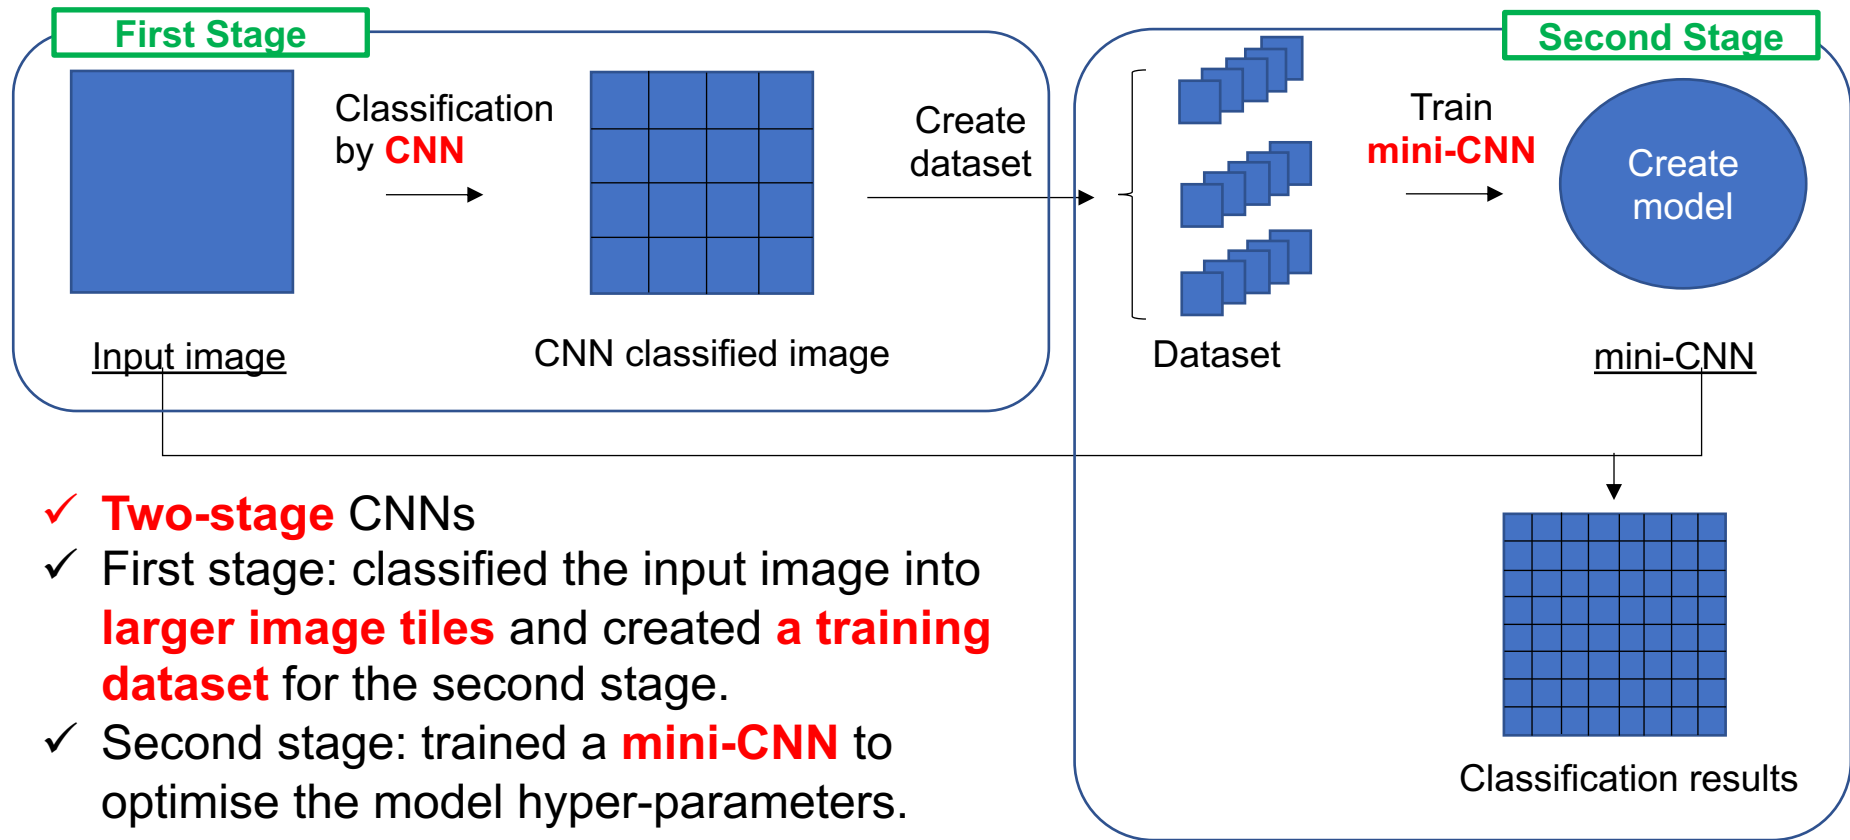 First Stage
Second Stage
Classification
by CNN
Create
dataset
Train
mini-CNN
Create
model
Input image
CNN classified image
Dataset
mini-CNN
✓ Two-stage CNNs
✓ First stage: classified the input image into
larger image tiles and created a training
dataset for the second stage.
✓ Second stage: trained a mini-CNN to
optimise the model hyper-parameters.
Classification results